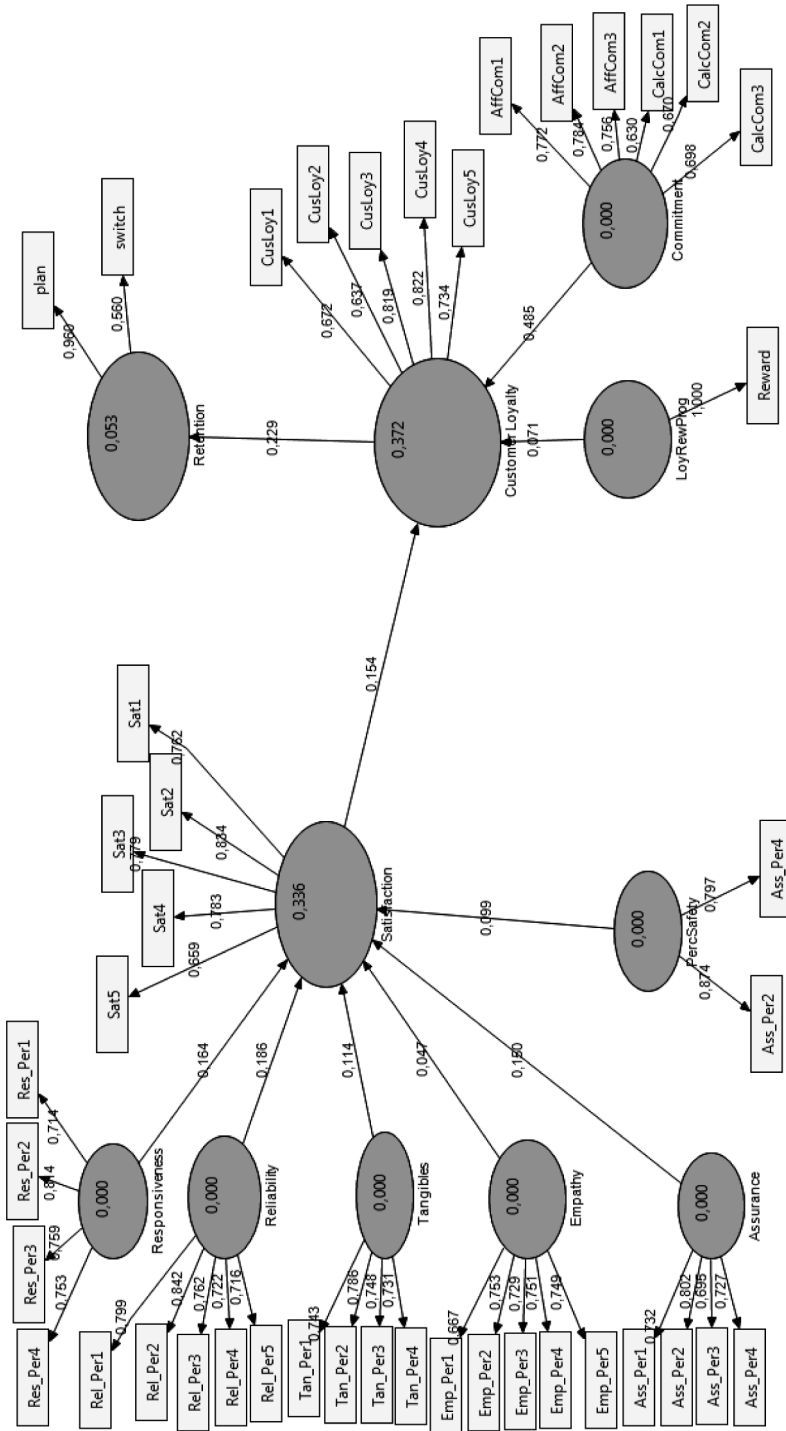 Res_Per4
Res_Per3
Res_Per2
Res_Per1
0,753
0,759
0,814
0,714
0,000
Responsiveness
0,164
Rel_Per1
Rel_Per2
Rel_Per3
Rel_Per4
Rel_Per5
0,799
0,842
0,762
0,722
0,716
0,000
Reliability
0,186
Tan_Per1
Tan_Per2
Tan_Per3
Tan_Per4
0,743
0,786
0,748
0,731
0,000
Tangibles
0,114
Emp_Per1
Emp_Per2
Emp_Per3
Emp_Per4
Emp_Per5
0,667
0,753
0,729
0,751
0,749
0,000
Empathy
0,047
Ass_Per1
Ass_Per2
Ass_Per3
Ass_Per4
0,732
0,802
0,695
0,727
0,000
Assurance
Sat5
Sat4
Sat3
Sat2
Sat1
0,659
0,783
0,779
0,834
0,762
0,336
Satisfaction
0,154
0,099
0,000
PercSafety
0,874
0,797
Ass_Per2
Ass_Per4
plan
switch
0,960
0,560
0,053
Retention
0,229
CusLoy1
CusLoy2
CusLoy3
CusLoy4
CusLoy5
0,672
0,637
0,819
0,822
0,734
0,372
Customer Loyalty
0,071
0,485
0,000
LoyRewProg
1,000
Reward
AffCom1
AffCom2
AffCom3
CalcCom1
CalcCom2
CalcCom3
0,772
0,784
0,756
0,630
0,670
0,698
0,000
Commitment